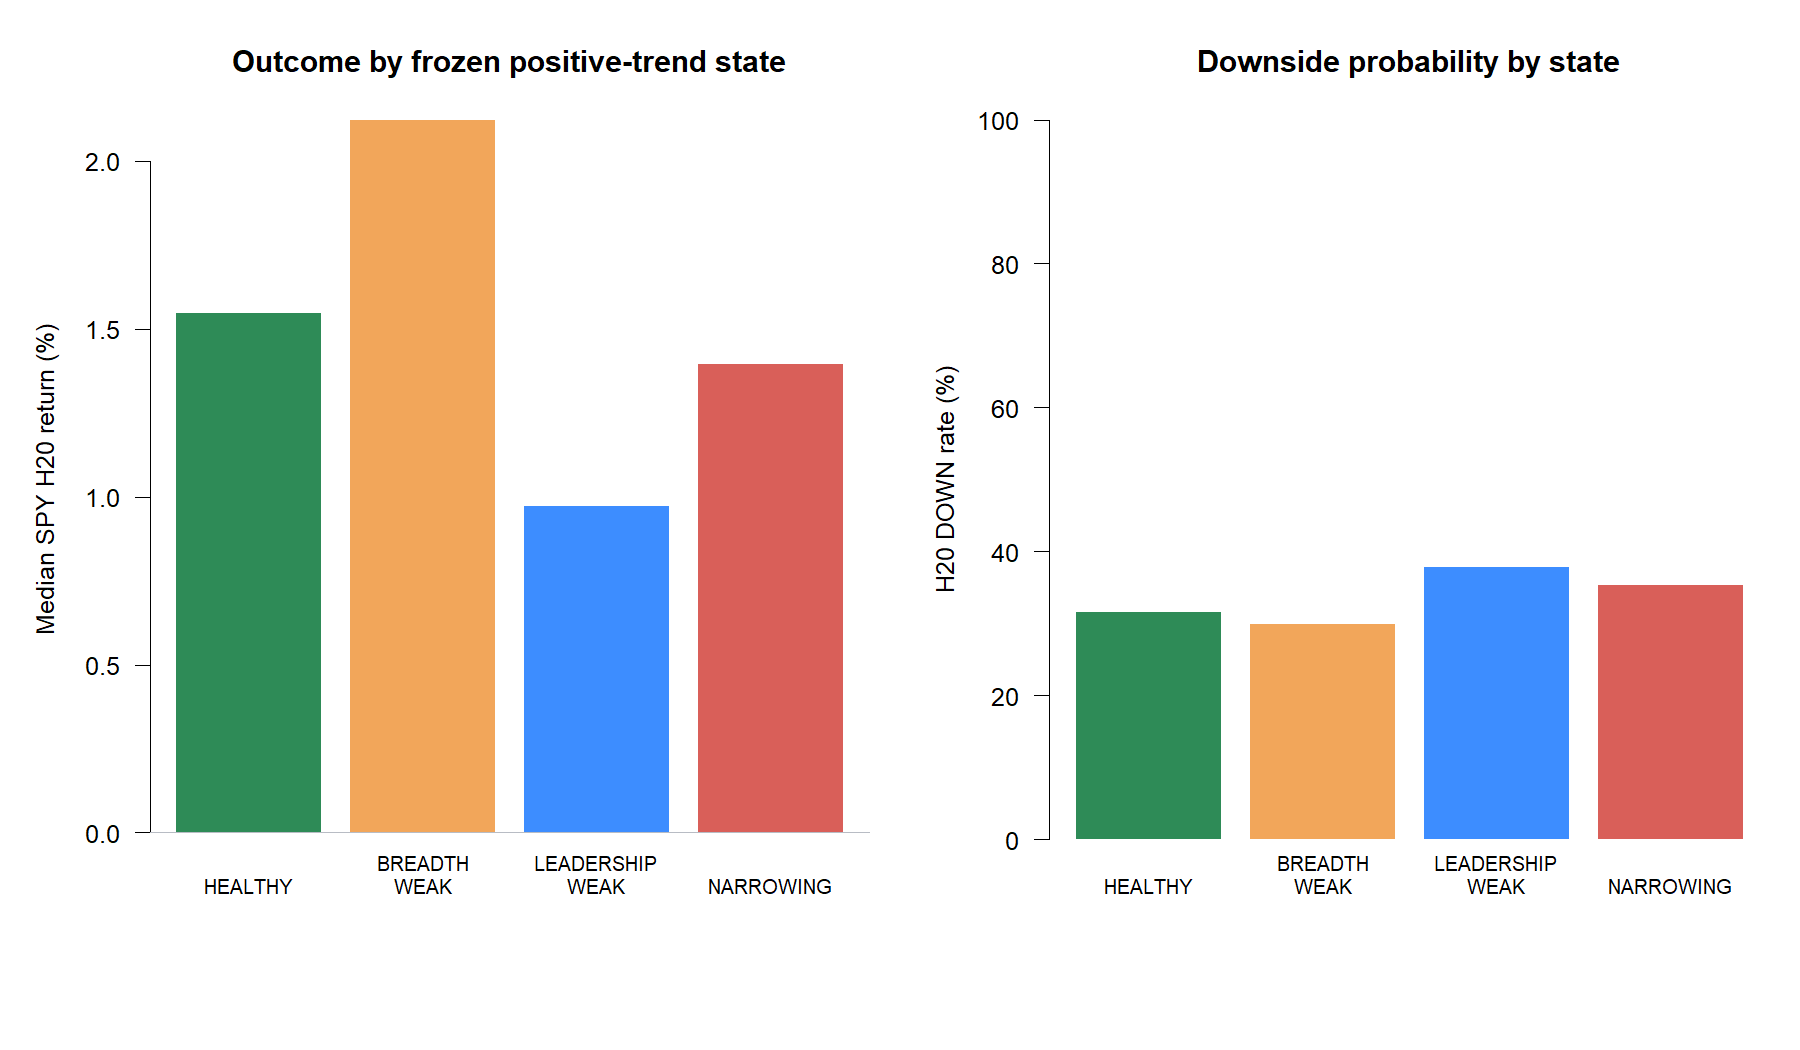 Outcome by frozen positive-trend state
Median SPY H20 return (%)
2.0
1.5
1.0
0.5
0.0
HEALTHY
BREADTH
WEAK
LEADERSHIP
WEAK
NARROWING
Downside probability by state
H20 DOWN rate (%)
100
80
60
40
20
0
HEALTHY
BREADTH
WEAK
LEADERSHIP
WEAK
NARROWING